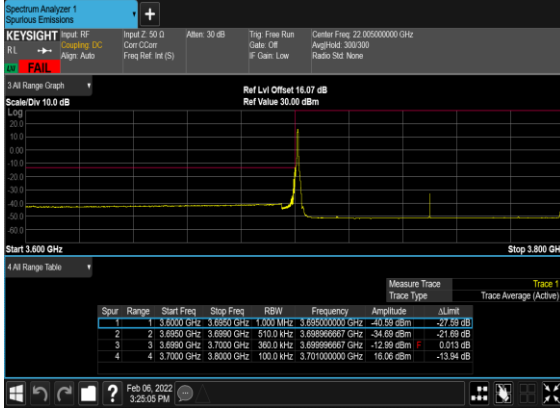 Spectrum Analyzer 1
Spurious Emissions
+
KEYSIGHT Input: RF Input Z: 50 Ω Atten: 30 dB Trig: Free Run Center Freq: 22.005000000 GHz
RL Coupling: DC Corr CCorr Gate: Off Avg|Hold: 300/300
Align: Auto Freq Ref: Int (S) IF Gain: Low Radio Std: None
FAIL
3 All Range Graph
Ref Lvl Offset 16.07 dB
Scale/Div 10.0 dB Ref Value 30.00 dBm
Log
20.0
10.0
0.00
-10.0
-20.0
-30.0
-40.0
-50.0
-60.0
Start 3.600 GHz Stop 3.800 GH
4 All Range Table
Measure Trace Trace 1
Trace Type Trace Average (Active)
Spur Range Start Freq Stop Freq RBW Frequency Amplitude ΔLimit
1 1 3.6000 GHz 3.6950 GHz 1.000 MHz 3.695000000 GHz -40.59 dBm -27.59 dB
2 2 3.6950 GHz 3.6990 GHz 510.0 kHz 3.698966667 GHz -34.69 dBm -21.69 dB
3 3 3.6990 GHz 3.7000 GHz 360.0 kHz 3.699996667 GHz -12.99 dBm F 0.013 dB
4 4 3.7000 GHz 3.8000 GHz 100.0 kHz 3.701000000 GHz 16.06 dBm -13.94 dB
? Feb 06, 2022
3:25:05 PM